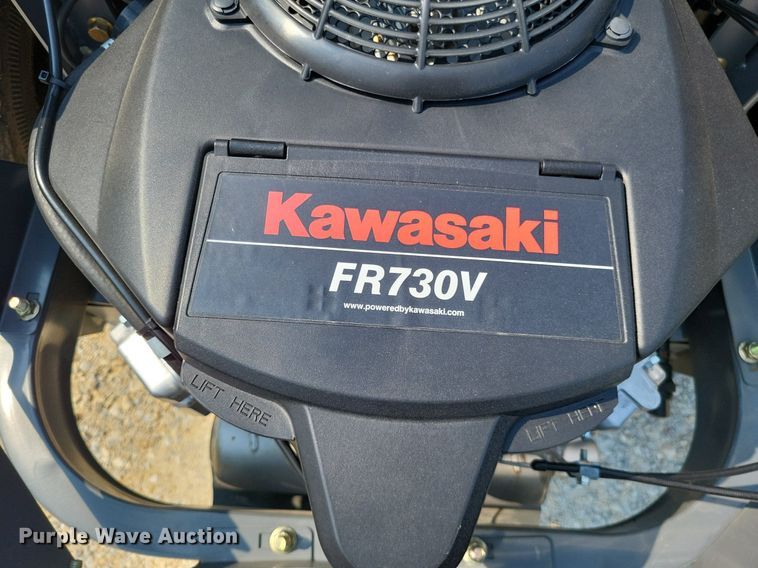 Kawasaki
FR730V
www.poweredbykawasaki.com
LIFT HERE
LIFT HERE
Purple Wave Auction